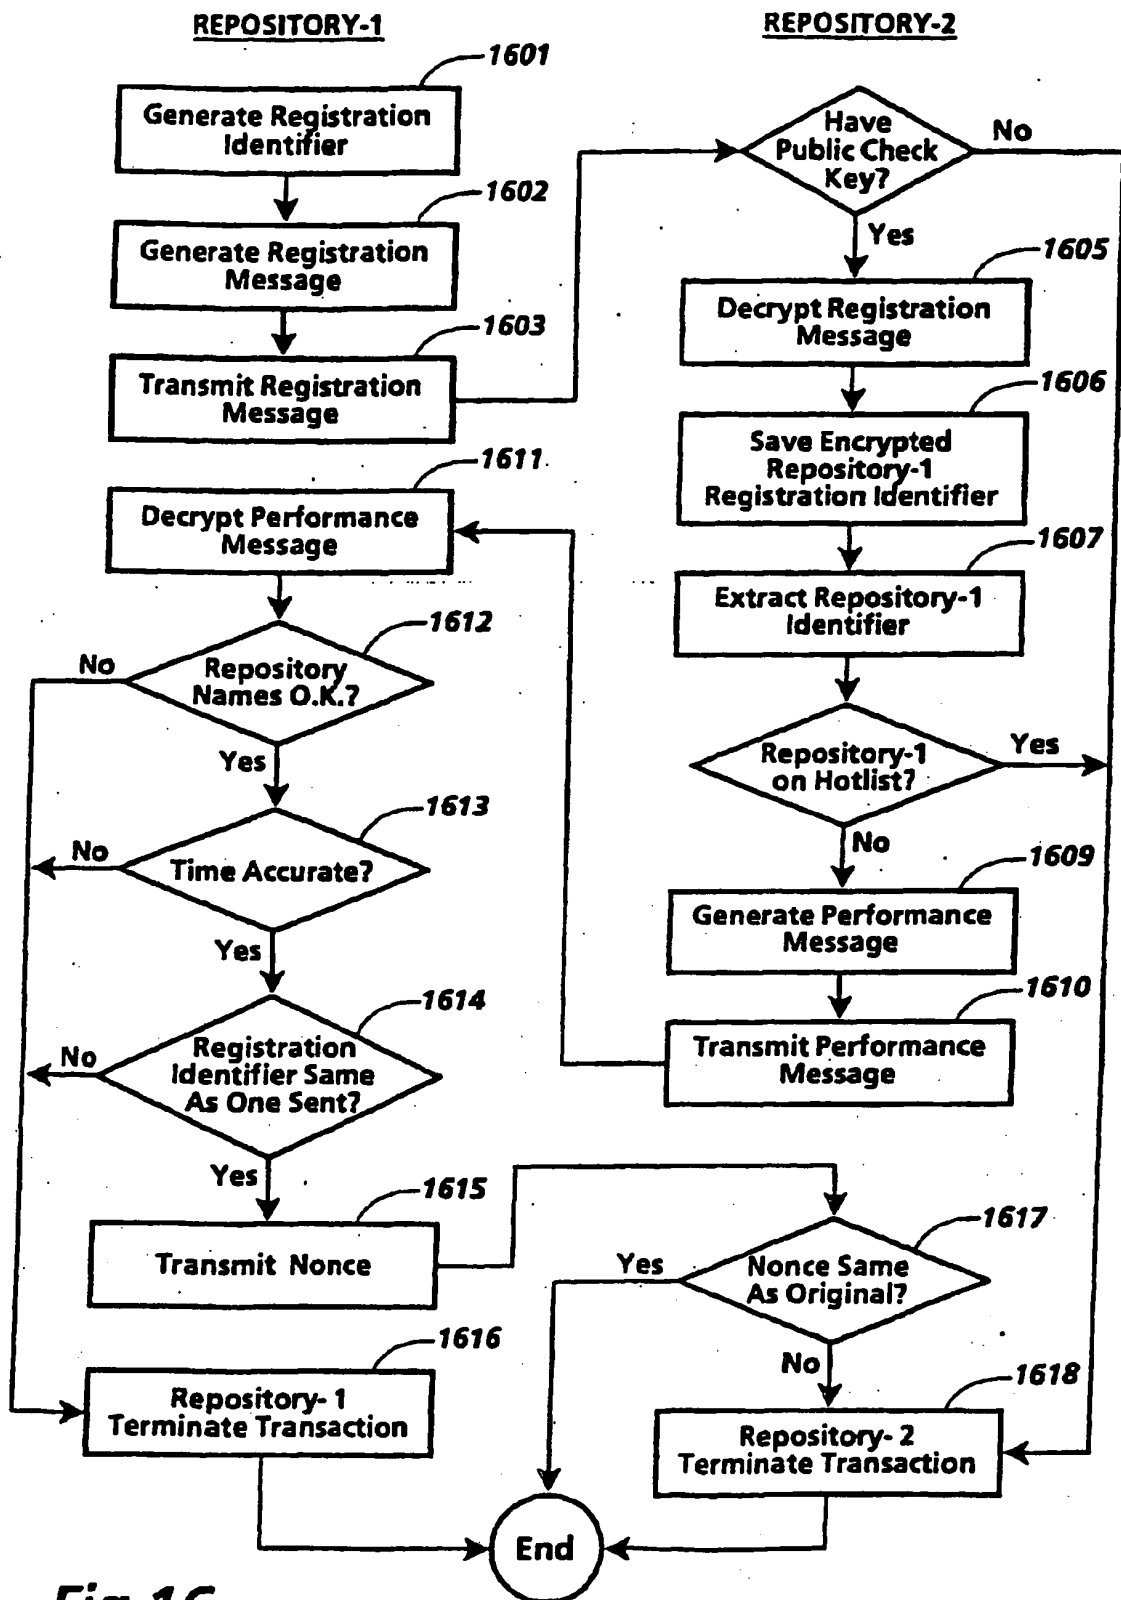 REPOSITORY-1
1601
Generate Registration
Identifier
1602
Generate Registration
Message
1603
Transmit Registration
Message
1611
Decrypt Performance
Message
1612
No
Repository
Names O.K.?
Yes
1613
No
Time Accurate?
Yes
1614
No
Registration
Identifier Same
As One Sent?
Yes
1615
Transmit Nonce
1616
Repository- 1
Terminate Transaction
REPOSITORY-2
Have
Public Check
Key?
No
Yes
1605
Decrypt Registration
Message
1606
Save Encrypted
Repository-1
Registration Identifier
1607
Extract Repository-1
Identifier
Repository-1
on Hotlist?
Yes
No
1609
Generate Performance
Message
1610
Transmit Performance
Message
1617
Yes
Nonce Same
As Original?
No
1618
Repository- 2
Terminate Transaction
End
Fig 16